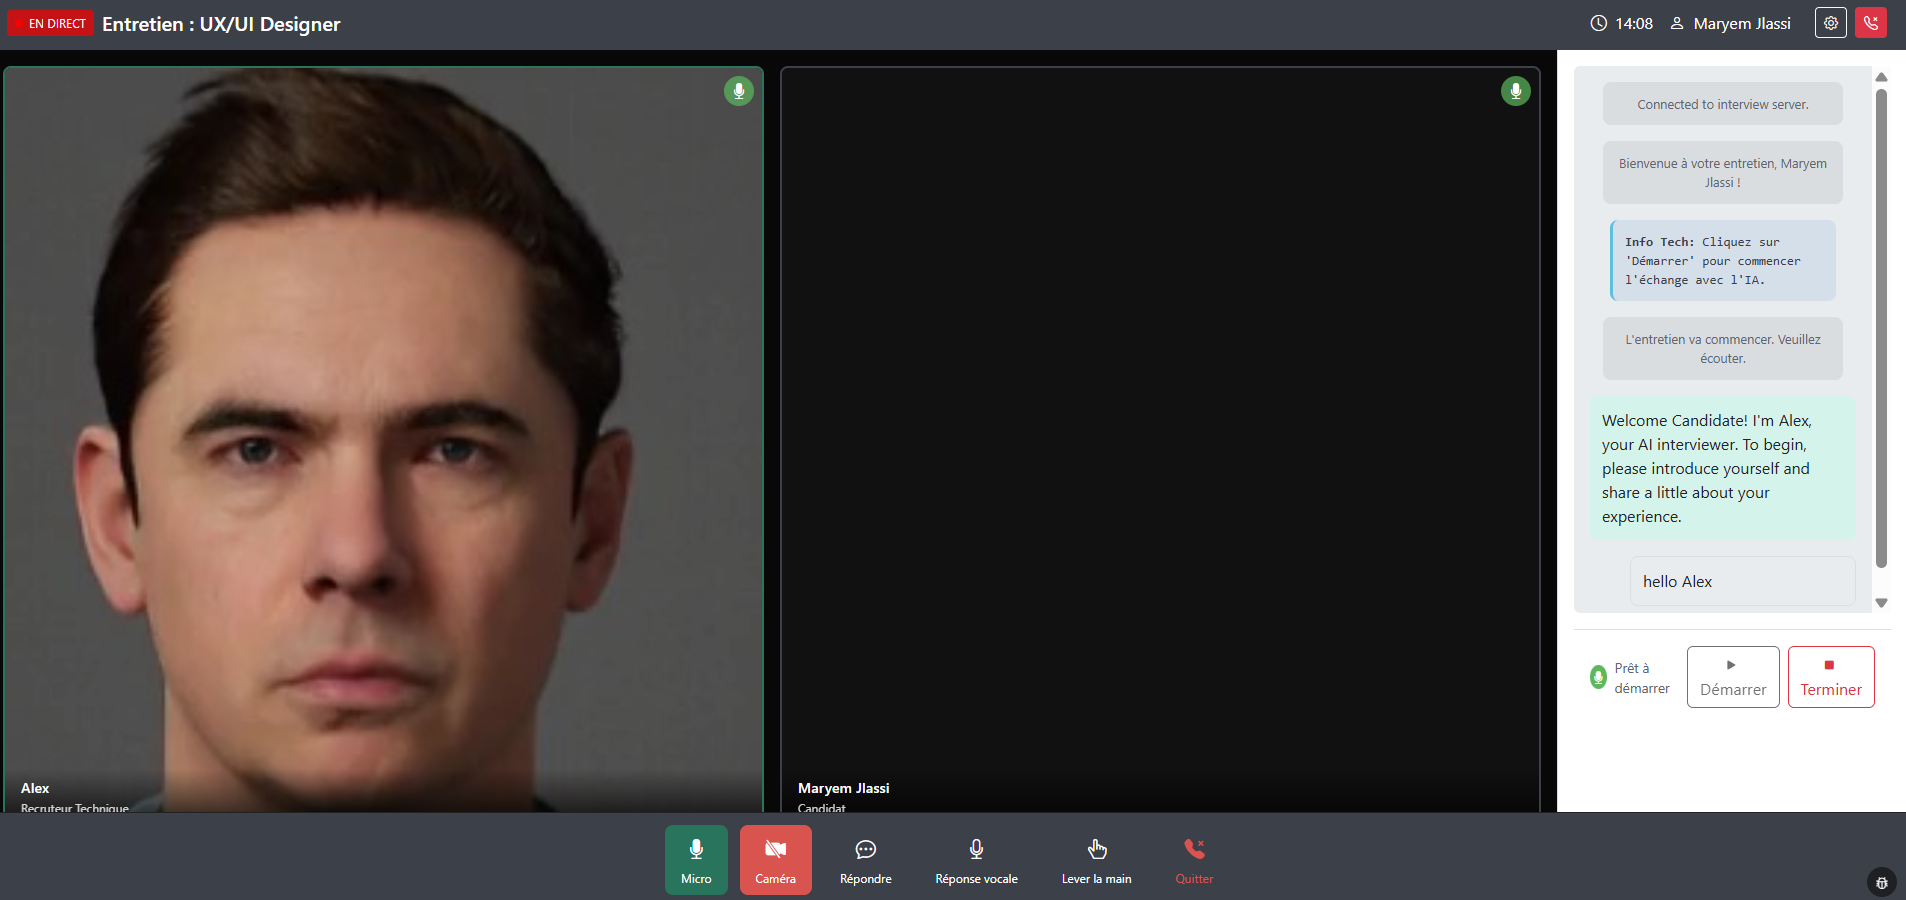 EN DIRECT
Entretien : UX/UI Designer
14:08
Maryem Jlassi
Alex
Recruteur Technique
Maryem Jlassi
Candidat
Connected to interview server.
Bienvenue à votre entretien, Maryem
Jlassi !
Info Tech: Cliquez sur
'Démarrer' pour commencer
l'échange avec l'IA.
L'entretien va commencer. Veuillez
écouter.
Welcome Candidate! I'm Alex,
your AI interviewer. To begin,
please introduce yourself and
share a little about your
experience.
hello Alex
Prêt à
démarrer
Démarrer
Terminer
Micro
Caméra
Répondre
Réponse vocale
Lever la main
Quitter